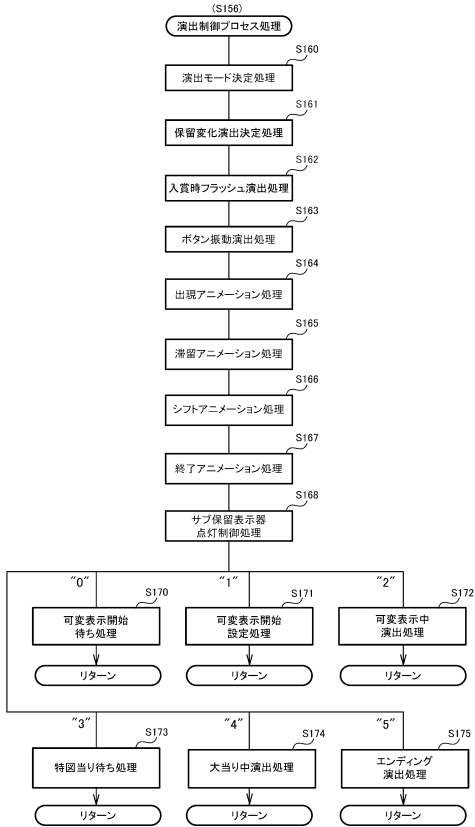 (S156)
演出制御プロセス処理
S160
演出モード決定処理
S161
保留変化演出決定処理
S162
入賞時フラッシュ演出処理
S163
ボタン振動演出処理
S164
出現アニメーション処理
S165
滞留アニメーション処理
S166
シフトアニメーション処理
S167
終了アニメーション処理
S168
サブ保留表示器
点灯制御処理
"0"
S170
可変表示開始
待ち処理
リターン
"1"
S171
可変表示開始
設定処理
リターン
"2"
S172
可変表示中
演出処理
リターン
"3"
S173
特図当り待ち処理
リターン
"4"
S174
大当り中演出処理
リターン
"5"
S175
エンディング
演出処理
リターン